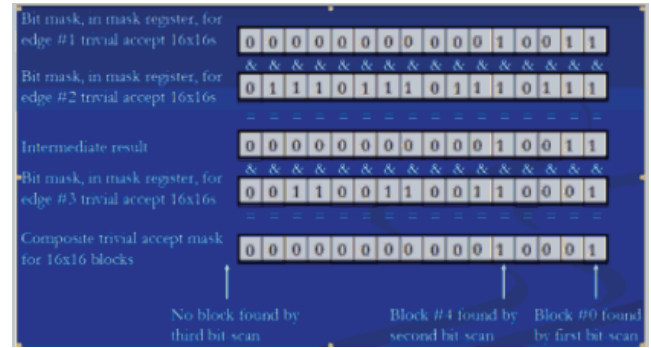 Bit mask, in mask register, for
edge #1 trivial accept 16x16s
0 0 0 0 0 0 0 0 0 0 0 1 0 0 1 1
& & & & & & & & & & & & & & & &
Bit mask, in mask register, for
edge #2 trivial accept 16x16s
0 1 1 1 0 1 1 1 0 1 1 1 0 1 1 1
= = = = = = = = = = = = = = = =
Intermediate result
0 0 0 0 0 0 0 0 0 0 0 1 0 0 1 1
& & & & & & & & & & & & & & & &
Bit mask, in mask register, for
edge #3 trivial accept 16x16s
0 0 1 1 0 0 1 1 0 0 1 1 0 0 0 1
= = = = = = = = = = = = = = = =
Composite trivial accept mask
for 16x16 blocks
0 0 0 0 0 0 0 0 0 0 0 1 0 0 0 1
No block found by
third bit scan
Block #4 found by
second bit scan
Block #0 found
by first bit scan